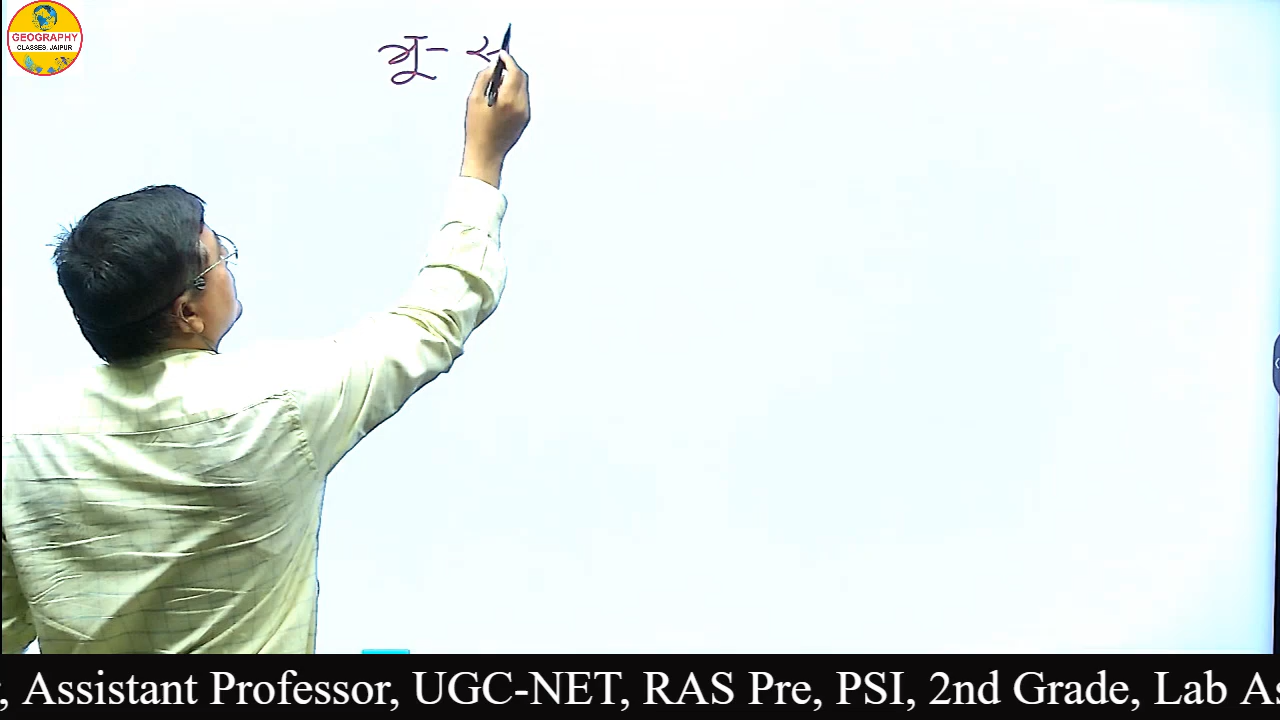 GEOGRAPHY
CLASSES, JAIPUR
भू- स
, Assistant Professor, UGC-NET, RAS Pre, PSI, 2nd Grade, Lab As